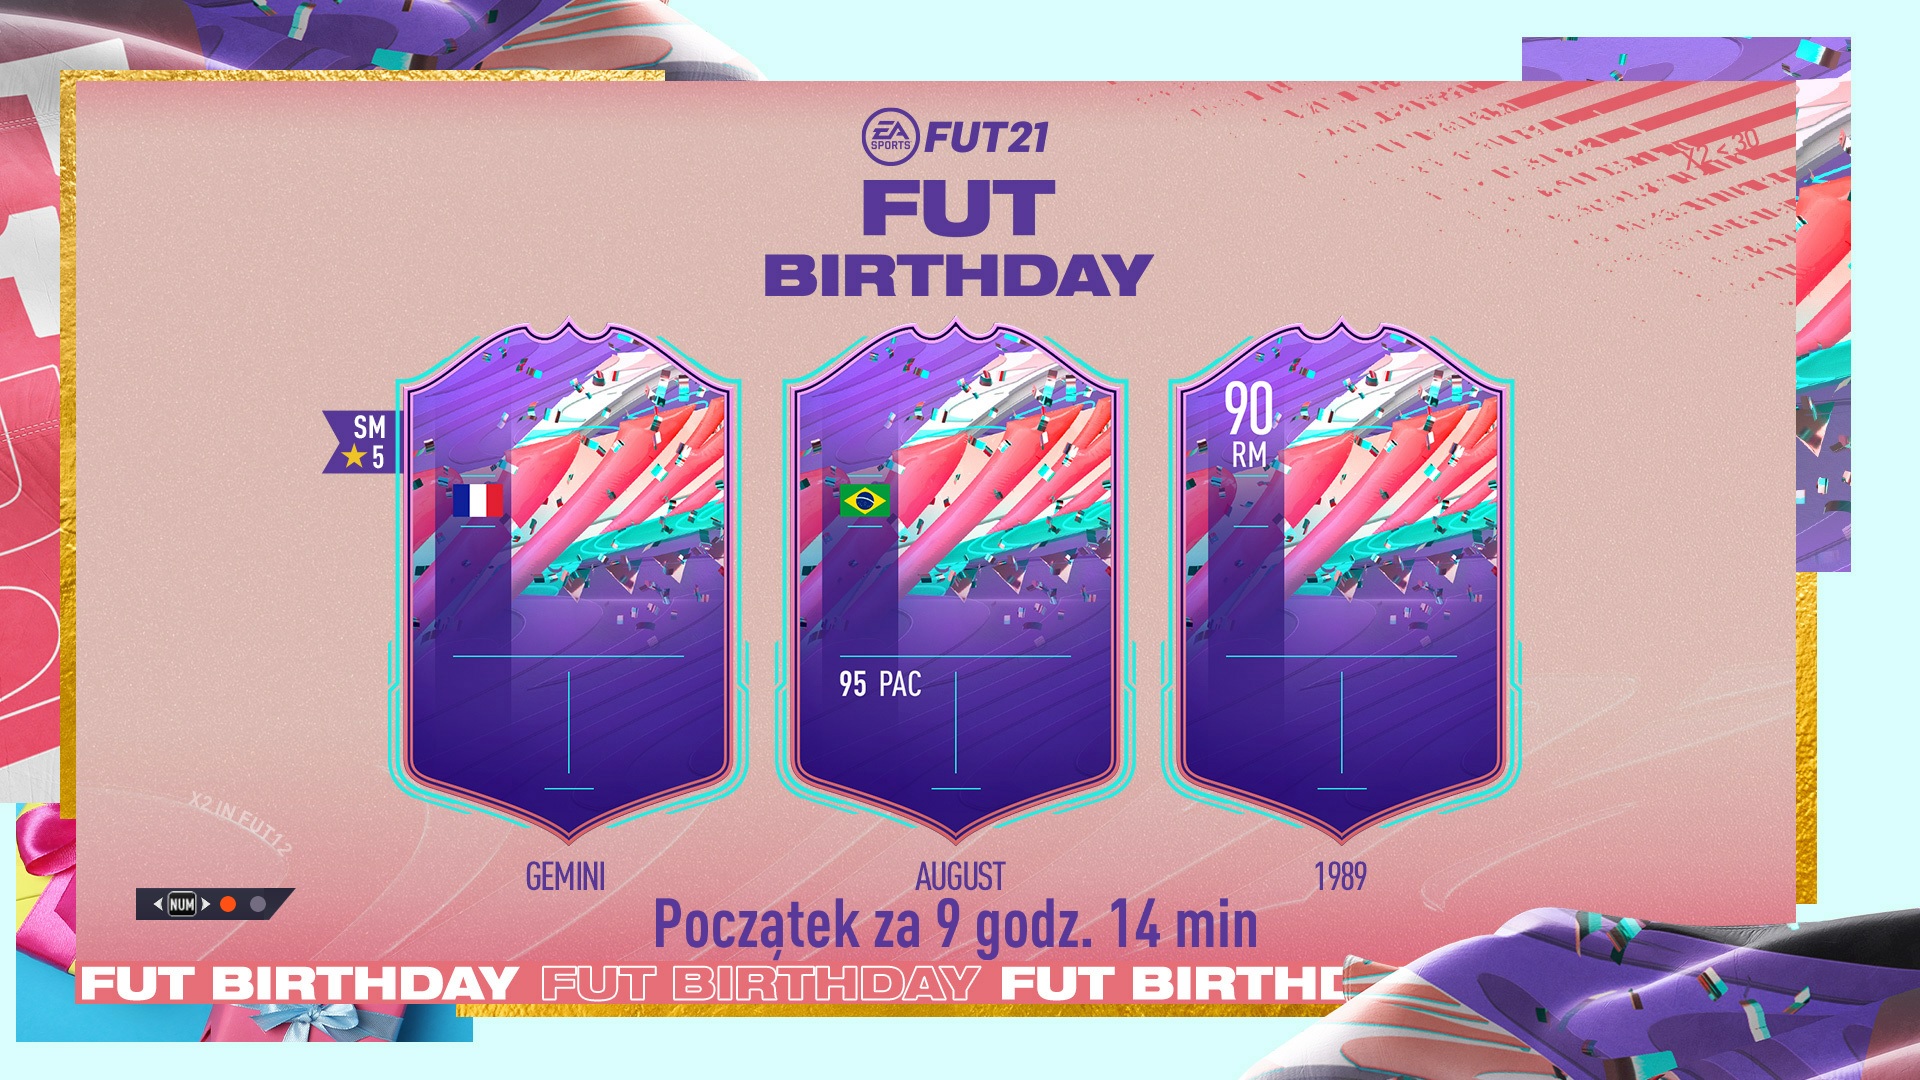 EA
SPORTS
FUT21
FUT
BIRTHDAY
X2 < 30
SM
★ 5
90
RM
95 PAC
X2 IN FUT12
GEMINI
AUGUST
1989
NUM
Początek za 9 godz. 14 min
FUT BIRTHDAY FUT BIRTHDAY FUT BIRTHD